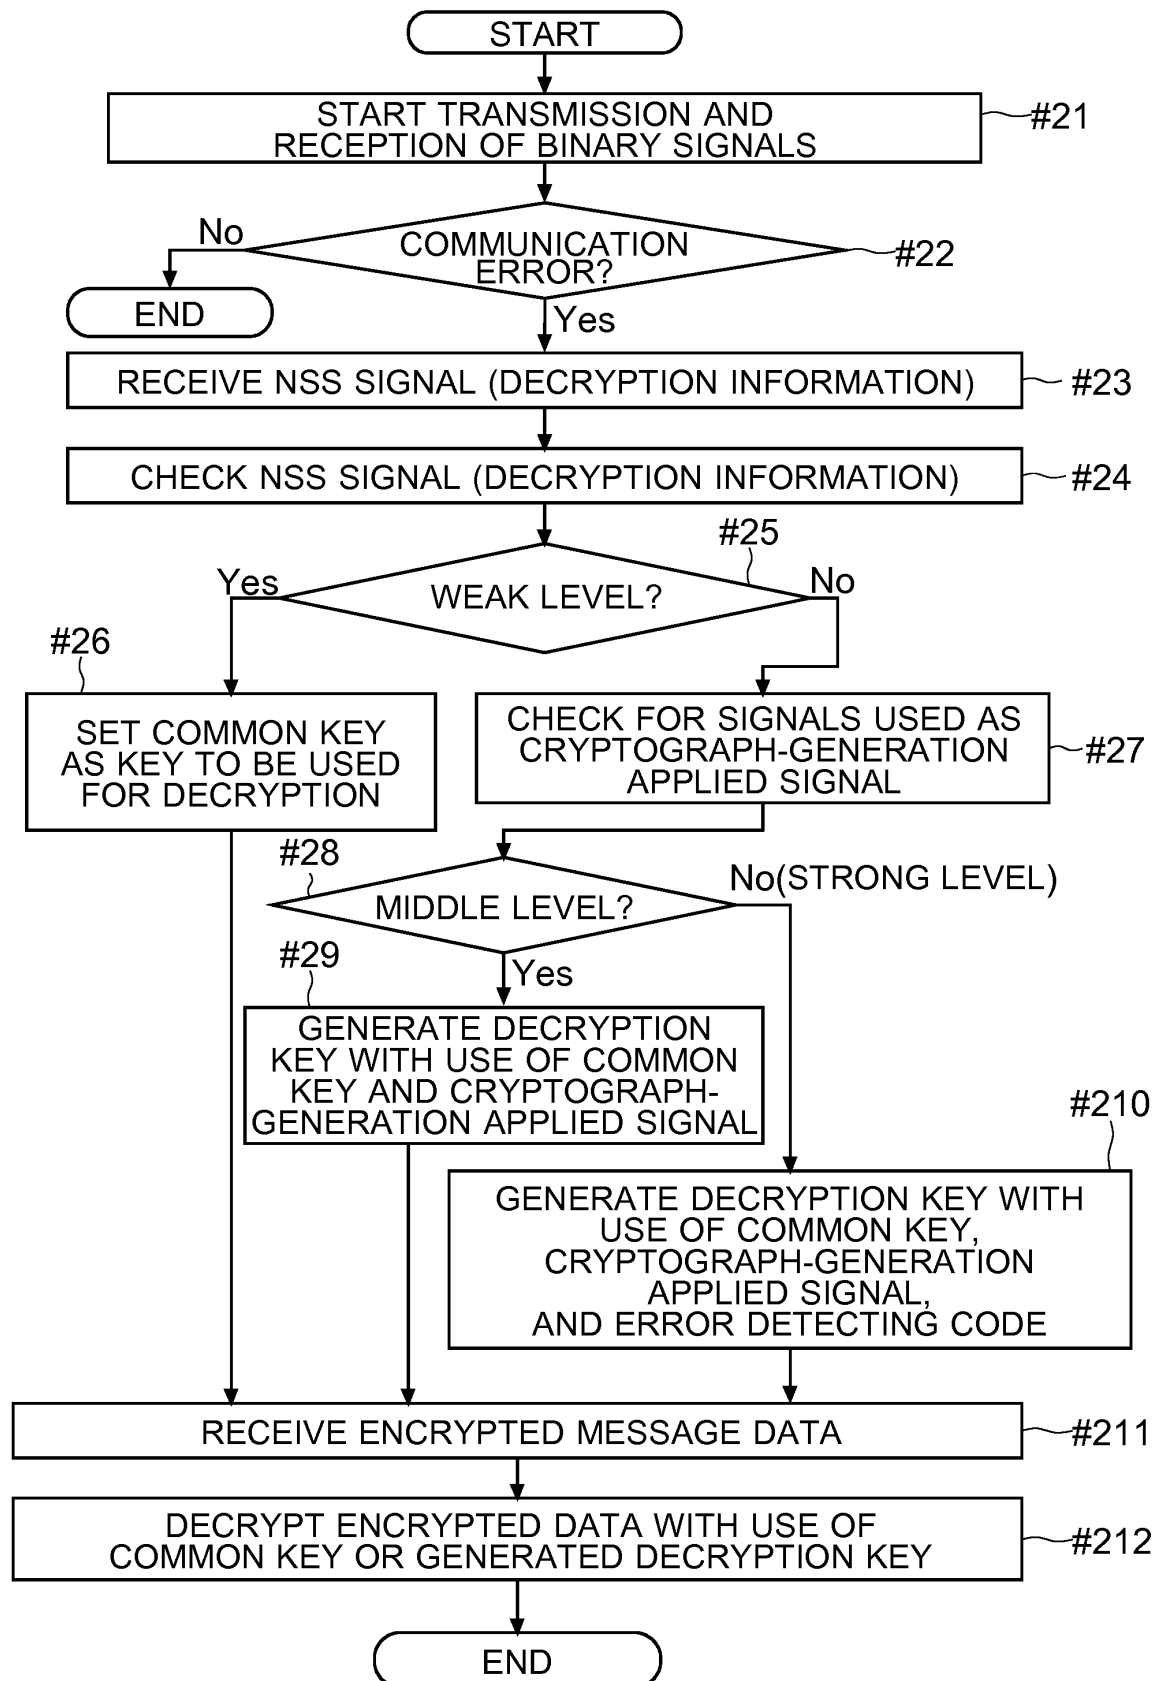 START
START TRANSMISSION AND
RECEPTION OF BINARY SIGNALS
#21
No
COMMUNICATION
ERROR?
#22
END
Yes
RECEIVE NSS SIGNAL (DECRYPTION INFORMATION)
#23
CHECK NSS SIGNAL (DECRYPTION INFORMATION)
#24
#25
Yes
WEAK LEVEL?
No
#26
SET COMMON KEY
AS KEY TO BE USED
FOR DECRYPTION
CHECK FOR SIGNALS USED AS
CRYPTOGRAPH-GENERATION
APPLIED SIGNAL
#27
#28
MIDDLE LEVEL?
No(STRONG LEVEL)
#29
Yes
GENERATE DECRYPTION
KEY WITH USE OF COMMON
KEY AND CRYPTOGRAPH-
GENERATION APPLIED SIGNAL
#210
GENERATE DECRYPTION KEY WITH
USE OF COMMON KEY,
CRYPTOGRAPH-GENERATION
APPLIED SIGNAL,
AND ERROR DETECTING CODE
RECEIVE ENCRYPTED MESSAGE DATA
#211
DECRYPT ENCRYPTED DATA WITH USE OF
COMMON KEY OR GENERATED DECRYPTION KEY
#212
END